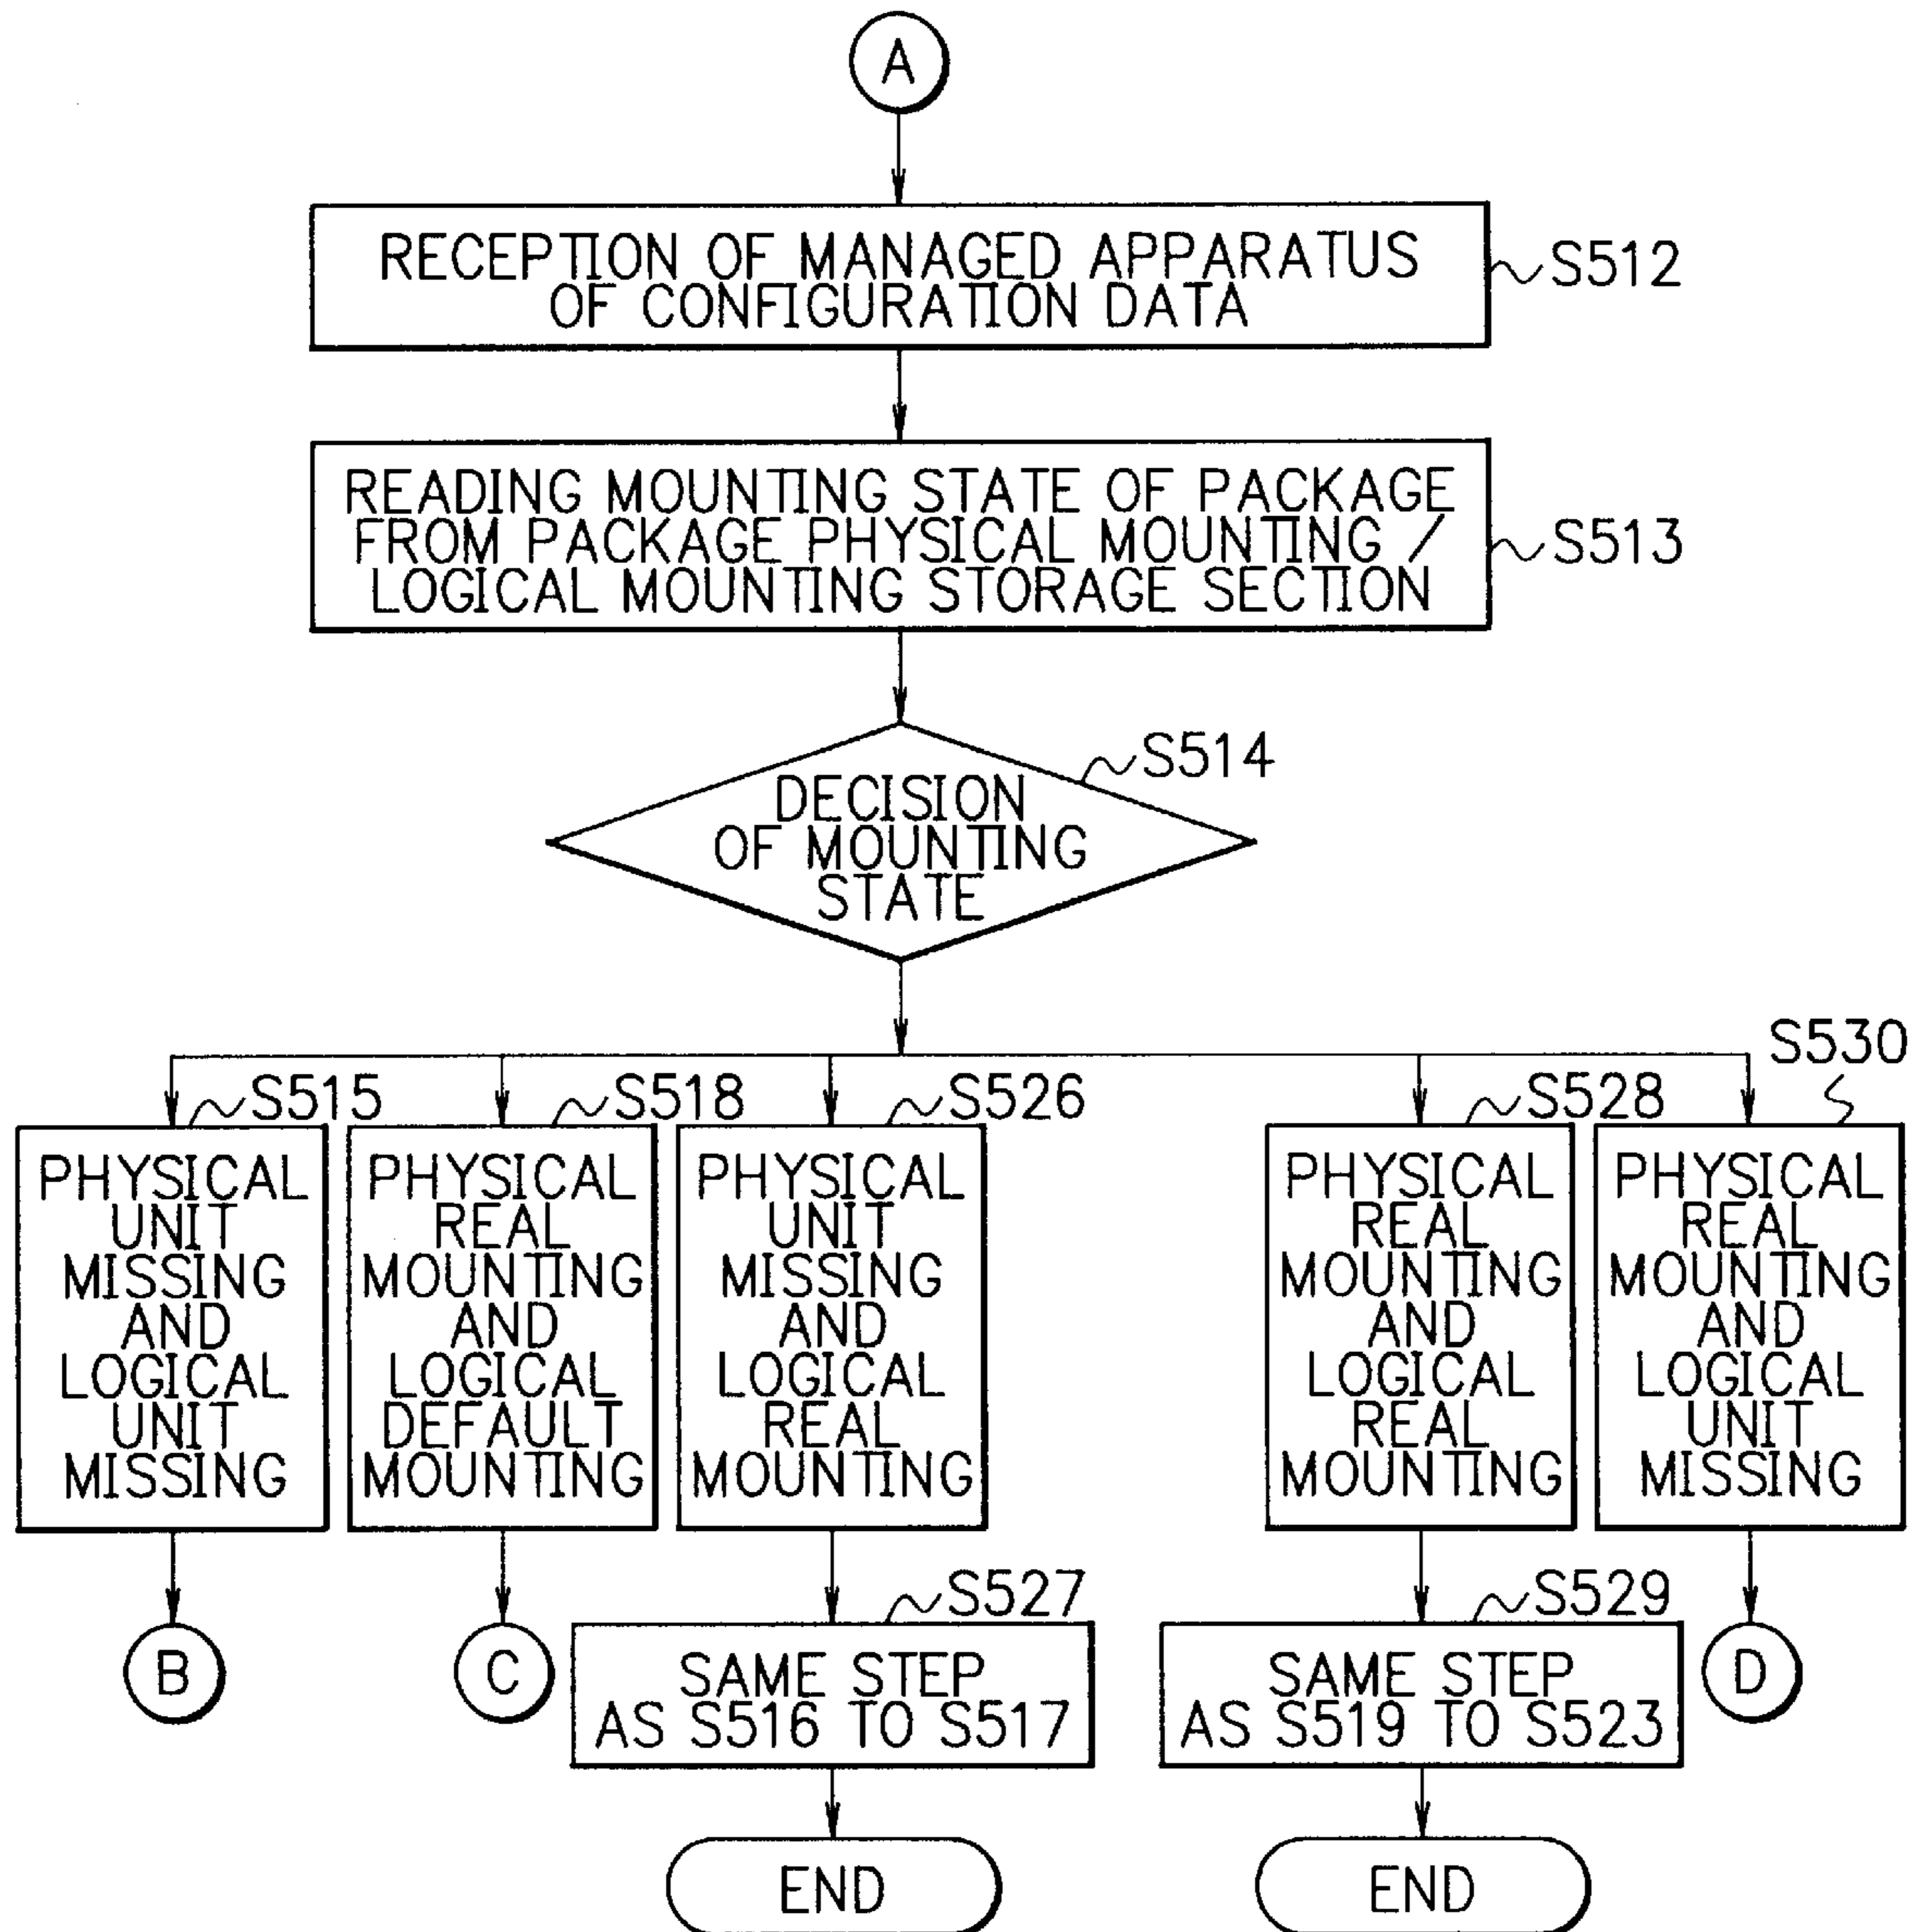 A
RECEPTION OF MANAGED APPARATUS
OF CONFIGURATION DATA
S512
READING MOUNTING STATE OF PACKAGE
FROM PACKAGE PHYSICAL MOUNTING /
LOGICAL MOUNTING STORAGE SECTION
S513
S514
DECISION
OF MOUNTING
STATE
S515
PHYSICAL
UNIT
MISSING
AND
LOGICAL
UNIT
MISSING
B
S518
PHYSICAL
REAL
MOUNTING
AND
LOGICAL
DEFAULT
MOUNTING
C
S526
PHYSICAL
UNIT
MISSING
AND
LOGICAL
REAL
MOUNTING
S527
SAME STEP
AS S516 TO S517
END
S528
PHYSICAL
REAL
MOUNTING
AND
LOGICAL
REAL
MOUNTING
S529
SAME STEP
AS S519 TO S523
END
S530
PHYSICAL
REAL
MOUNTING
AND
LOGICAL
UNIT
MISSING
D